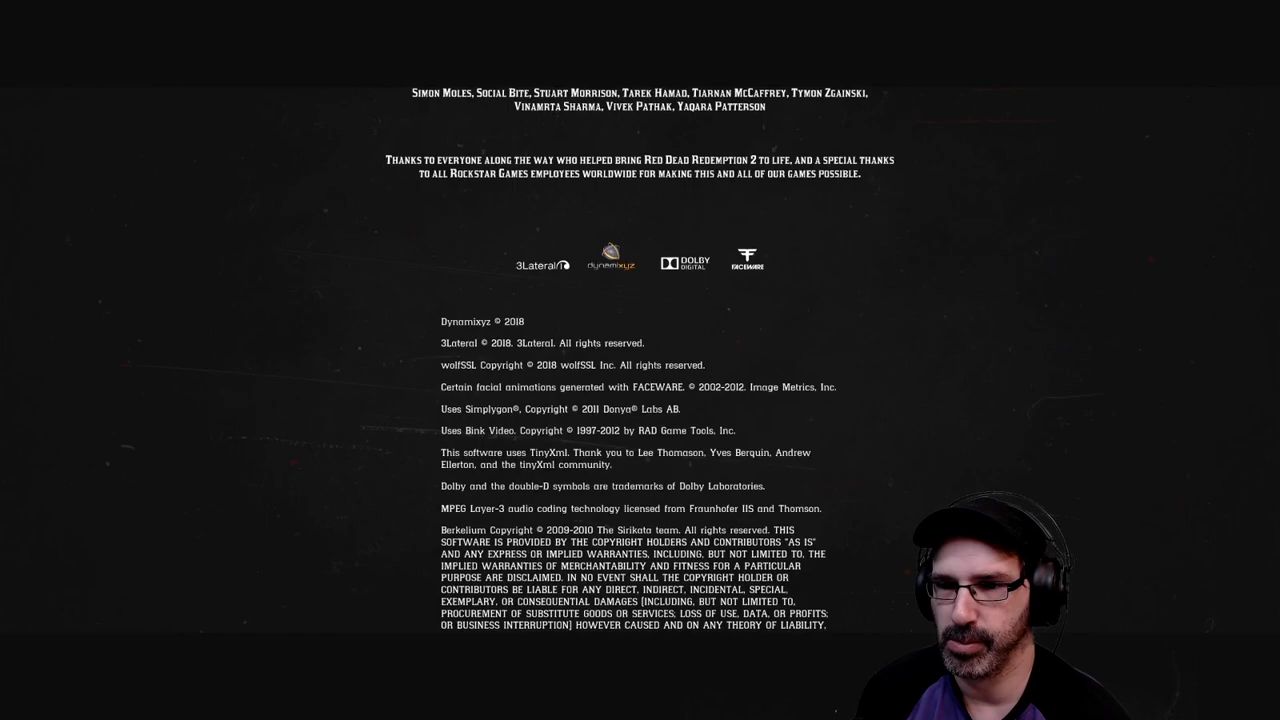 Simon Moles, Social Bite, Stuart Morrison, Tarek Hamad, Tiarnan McCaffrey, Tymon Zgainski,
Vinamrta Sharma, Vivek Pathak, Yaqara Patterson
Thanks to everyone along the way who helped bring Red Dead Redemption 2 to life, and a special thanks
to all Rockstar Games employees worldwide for making this and all of our games possible.
3Lateral
dynamixyz
DOLBY
DIGITAL
FACEWARE
Dynamixyz © 2018
3Lateral © 2018. 3Lateral. All rights reserved.
wolfSSL Copyright © 2018 wolfSSL Inc. All rights reserved.
Certain facial animations generated with FACEWARE. © 2002-2012. Image Metrics, Inc.
Uses Simplygon®, Copyright © 2011 Donya® Labs AB.
Uses Bink Video. Copyright © 1997-2012 by RAD Game Tools, Inc.
This software uses TinyXml. Thank you to Lee Thomason, Yves Berquin, Andrew
Ellerton, and the tinyXml community.
Dolby and the double-D symbols are trademarks of Dolby Laboratories.
MPEG Layer-3 audio coding technology licensed from Fraunhofer IIS and Thomson.
Berkelium Copyright © 2009-2010 The Sirikata team. All rights reserved. THIS
SOFTWARE IS PROVIDED BY THE COPYRIGHT HOLDERS AND CONTRIBUTORS "AS IS"
AND ANY EXPRESS OR IMPLIED WARRANTIES, INCLUDING, BUT NOT LIMITED TO, THE
IMPLIED WARRANTIES OF MERCHANTABILITY AND FITNESS FOR A PARTICULAR
PURPOSE ARE DISCLAIMED. IN NO EVENT SHALL THE COPYRIGHT HOLDER OR
CONTRIBUTORS BE LIABLE FOR ANY DIRECT, INDIRECT, INCIDENTAL, SPECIAL,
EXEMPLARY, OR CONSEQUENTIAL DAMAGES [INCLUDING, BUT NOT LIMITED TO,
PROCUREMENT OF SUBSTITUTE GOODS OR SERVICES; LOSS OF USE, DATA, OR PROFITS;
OR BUSINESS INTERRUPTION] HOWEVER CAUSED AND ON ANY THEORY OF LIABILITY,